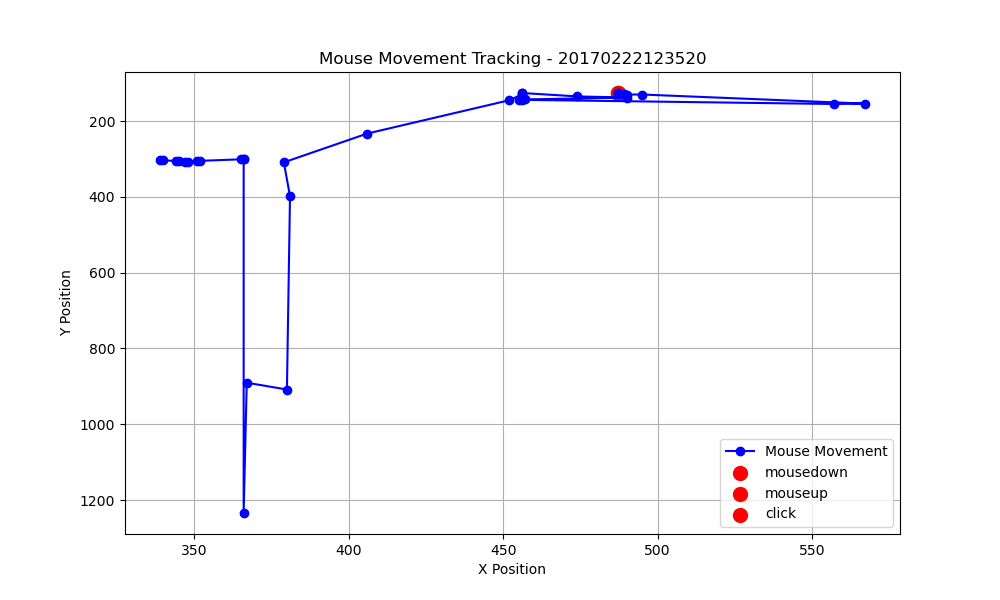 Mouse Movement Tracking - 20170222123520
Y Position
200
400
600
800
1000
1200
350
400
450
500
550
X Position
Mouse Movement
mousedown
mouseup
click